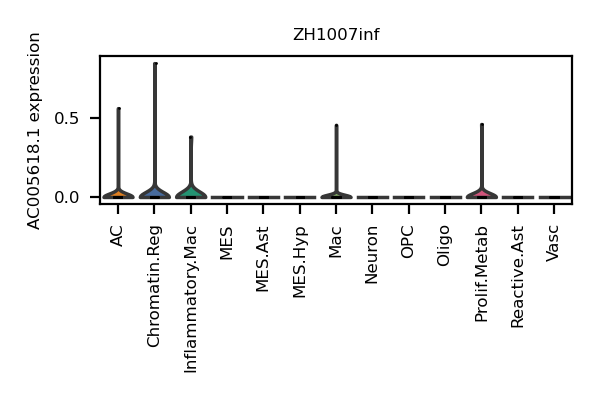 ZH1007inf
AC005618.1 expression
0.5
0.0
AC
Chromatin.Reg
Inflammatory.Mac
MES
MES.Ast
MES.Hyp
Mac
Neuron
OPC
Oligo
Prolif.Metab
Reactive.Ast
Vasc